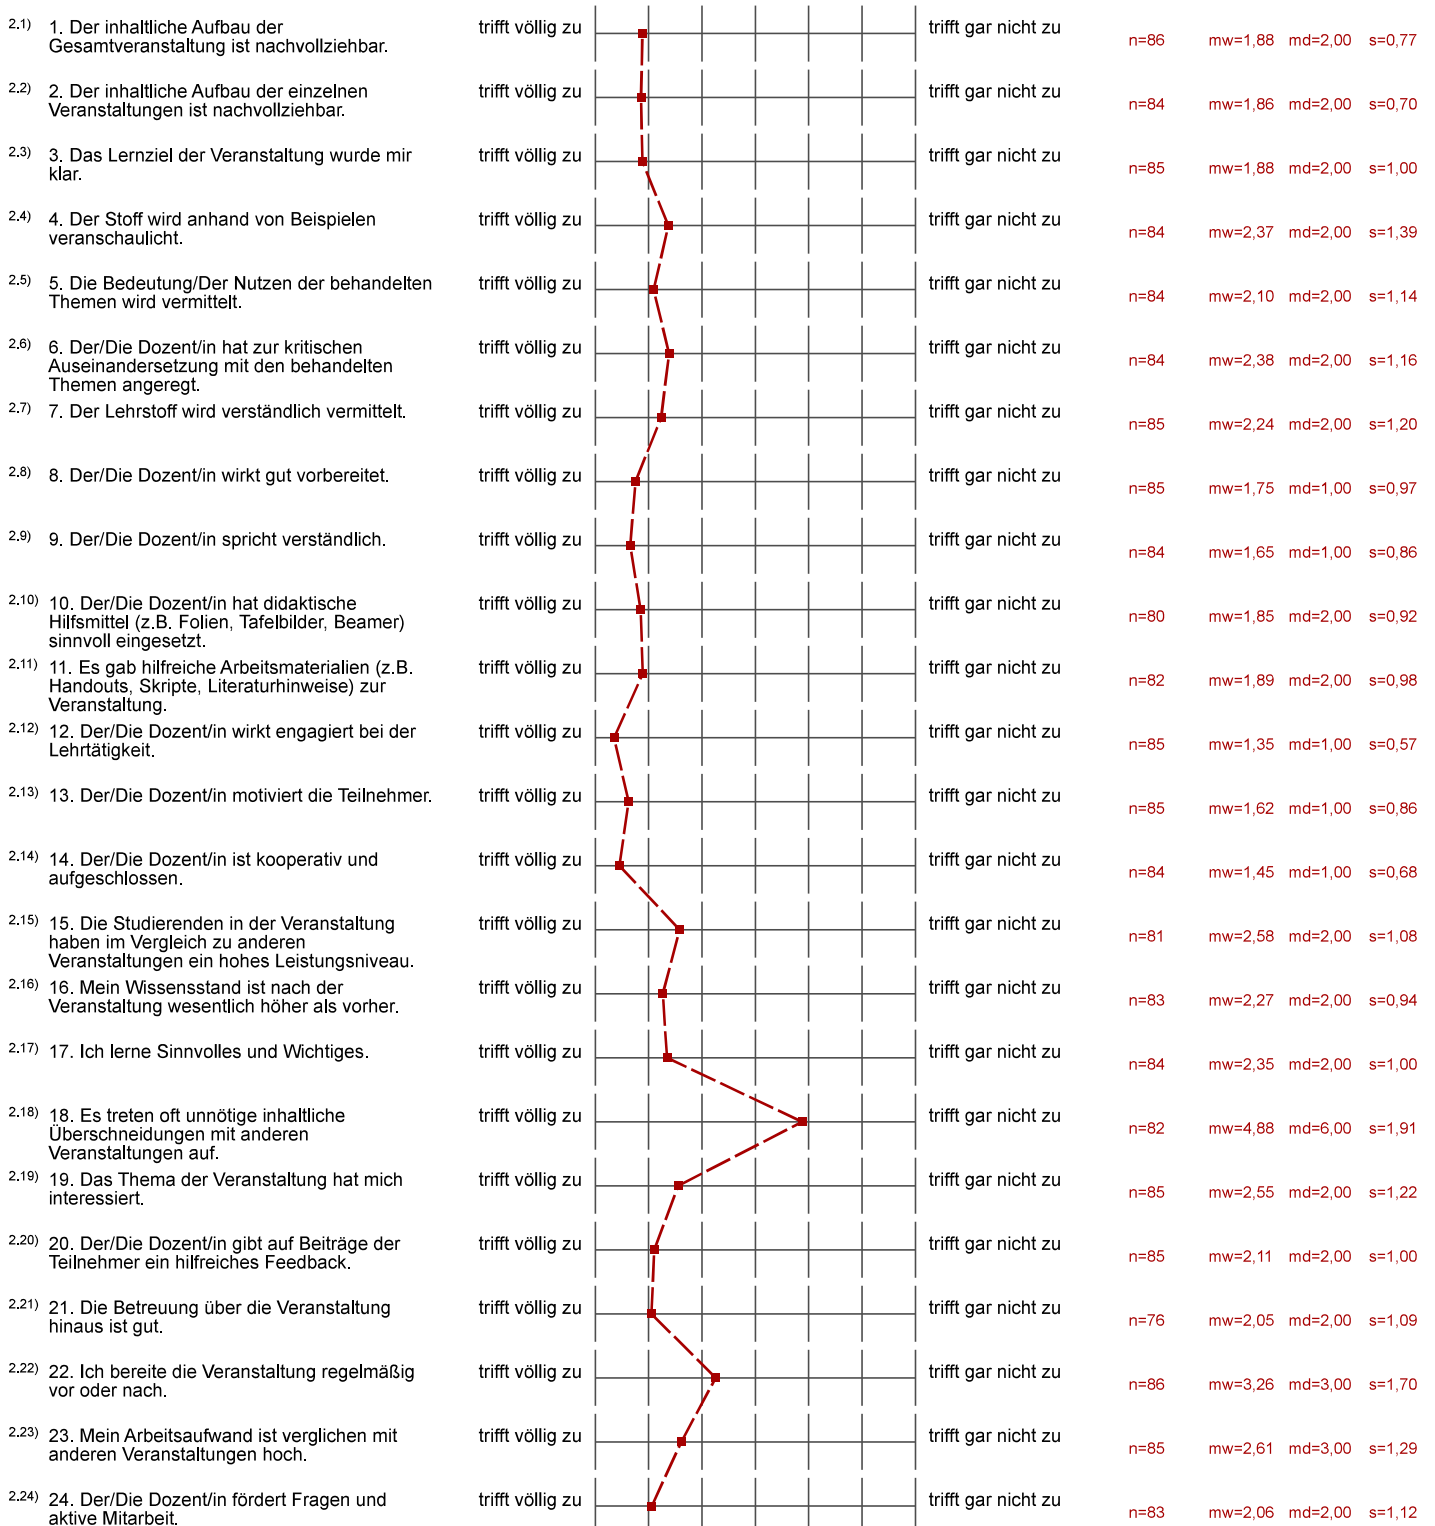 2.1) 1. Der inhaltliche Aufbau der trifft völlig zu trifft gar nicht zu
Gesamtveranstaltung ist nachvollziehbar. n=86 mw=1,88 md=2,00 s=0,77
2.2) 2. Der inhaltliche Aufbau der einzelnen trifft völlig zu trifft gar nicht zu
Veranstaltungen ist nachvollziehbar. n=84 mw=1,86 md=2,00 s=0,70
2.3) 3. Das Lernziel der Veranstaltung wurde mir trifft völlig zu trifft gar nicht zu
klar. n=85 mw=1,88 md=2,00 s=1,00
2.4) 4. Der Stoff wird anhand von Beispielen trifft völlig zu trifft gar nicht zu
veranschaulicht. n=84 mw=2,37 md=2,00 s=1,39
2.5) 5. Die Bedeutung/Der Nutzen der behandelten trifft völlig zu trifft gar nicht zu
Themen wird vermittelt. n=84 mw=2,10 md=2,00 s=1,14
2.6) 6. Der/Die Dozent/in hat zur kritischen trifft völlig zu trifft gar nicht zu
Auseinandersetzung mit den behandelten n=84 mw=2,38 md=2,00 s=1,16
Themen angeregt.
2.7) 7. Der Lehrstoff wird verständlich vermittelt. trifft völlig zu trifft gar nicht zu
n=85 mw=2,24 md=2,00 s=1,20
2.8) 8. Der/Die Dozent/in wirkt gut vorbereitet. trifft völlig zu trifft gar nicht zu
n=85 mw=1,75 md=1,00 s=0,97
2.9) 9. Der/Die Dozent/in spricht verständlich. trifft völlig zu trifft gar nicht zu
n=84 mw=1,65 md=1,00 s=0,86
2.10) 10. Der/Die Dozent/in hat didaktische trifft völlig zu trifft gar nicht zu
Hilfsmittel (z.B. Folien, Tafelbilder, Beamer) n=80 mw=1,85 md=2,00 s=0,92
sinnvoll eingesetzt.
2.11) 11. Es gab hilfreiche Arbeitsmaterialien (z.B. trifft völlig zu trifft gar nicht zu
Handouts, Skripte, Literaturhinweise) zur n=82 mw=1,89 md=2,00 s=0,98
Veranstaltung.
2.12) 12. Der/Die Dozent/in wirkt engagiert bei der trifft völlig zu trifft gar nicht zu
Lehrtätigkeit. n=85 mw=1,35 md=1,00 s=0,57
2.13) 13. Der/Die Dozent/in motiviert die Teilnehmer. trifft völlig zu trifft gar nicht zu
n=85 mw=1,62 md=1,00 s=0,86
2.14) 14. Der/Die Dozent/in ist kooperativ und trifft völlig zu trifft gar nicht zu
aufgeschlossen. n=84 mw=1,45 md=1,00 s=0,68
2.15) 15. Die Studierenden in der Veranstaltung trifft völlig zu trifft gar nicht zu
haben im Vergleich zu anderen n=81 mw=2,58 md=2,00 s=1,08
Veranstaltungen ein hohes Leistungsniveau.
2.16) 16. Mein Wissensstand ist nach der trifft völlig zu trifft gar nicht zu
Veranstaltung wesentlich höher als vorher. n=83 mw=2,27 md=2,00 s=0,94
2.17) 17. Ich lerne Sinnvolles und Wichtiges. trifft völlig zu trifft gar nicht zu
n=84 mw=2,35 md=2,00 s=1,00
2.18) 18. Es treten oft unnötige inhaltliche trifft völlig zu trifft gar nicht zu
Überschneidungen mit anderen n=82 mw=4,88 md=6,00 s=1,91
Veranstaltungen auf.
2.19) 19. Das Thema der Veranstaltung hat mich trifft völlig zu trifft gar nicht zu
interessiert. n=85 mw=2,55 md=2,00 s=1,22
2.20) 20. Der/Die Dozent/in gibt auf Beiträge der trifft völlig zu trifft gar nicht zu
Teilnehmer ein hilfreiches Feedback. n=85 mw=2,11 md=2,00 s=1,00
2.21) 21. Die Betreuung über die Veranstaltung trifft völlig zu trifft gar nicht zu
hinaus ist gut. n=76 mw=2,05 md=2,00 s=1,09
2.22) 22. Ich bereite die Veranstaltung regelmäßig trifft völlig zu trifft gar nicht zu
vor oder nach. n=86 mw=3,26 md=3,00 s=1,70
2.23) 23. Mein Arbeitsaufwand ist verglichen mit trifft völlig zu trifft gar nicht zu
anderen Veranstaltungen hoch. n=85 mw=2,61 md=3,00 s=1,29
2.24) 24. Der/Die Dozent/in fördert Fragen und trifft völlig zu trifft gar nicht zu
aktive Mitarbeit. n=83 mw=2,06 md=2,00 s=1,12